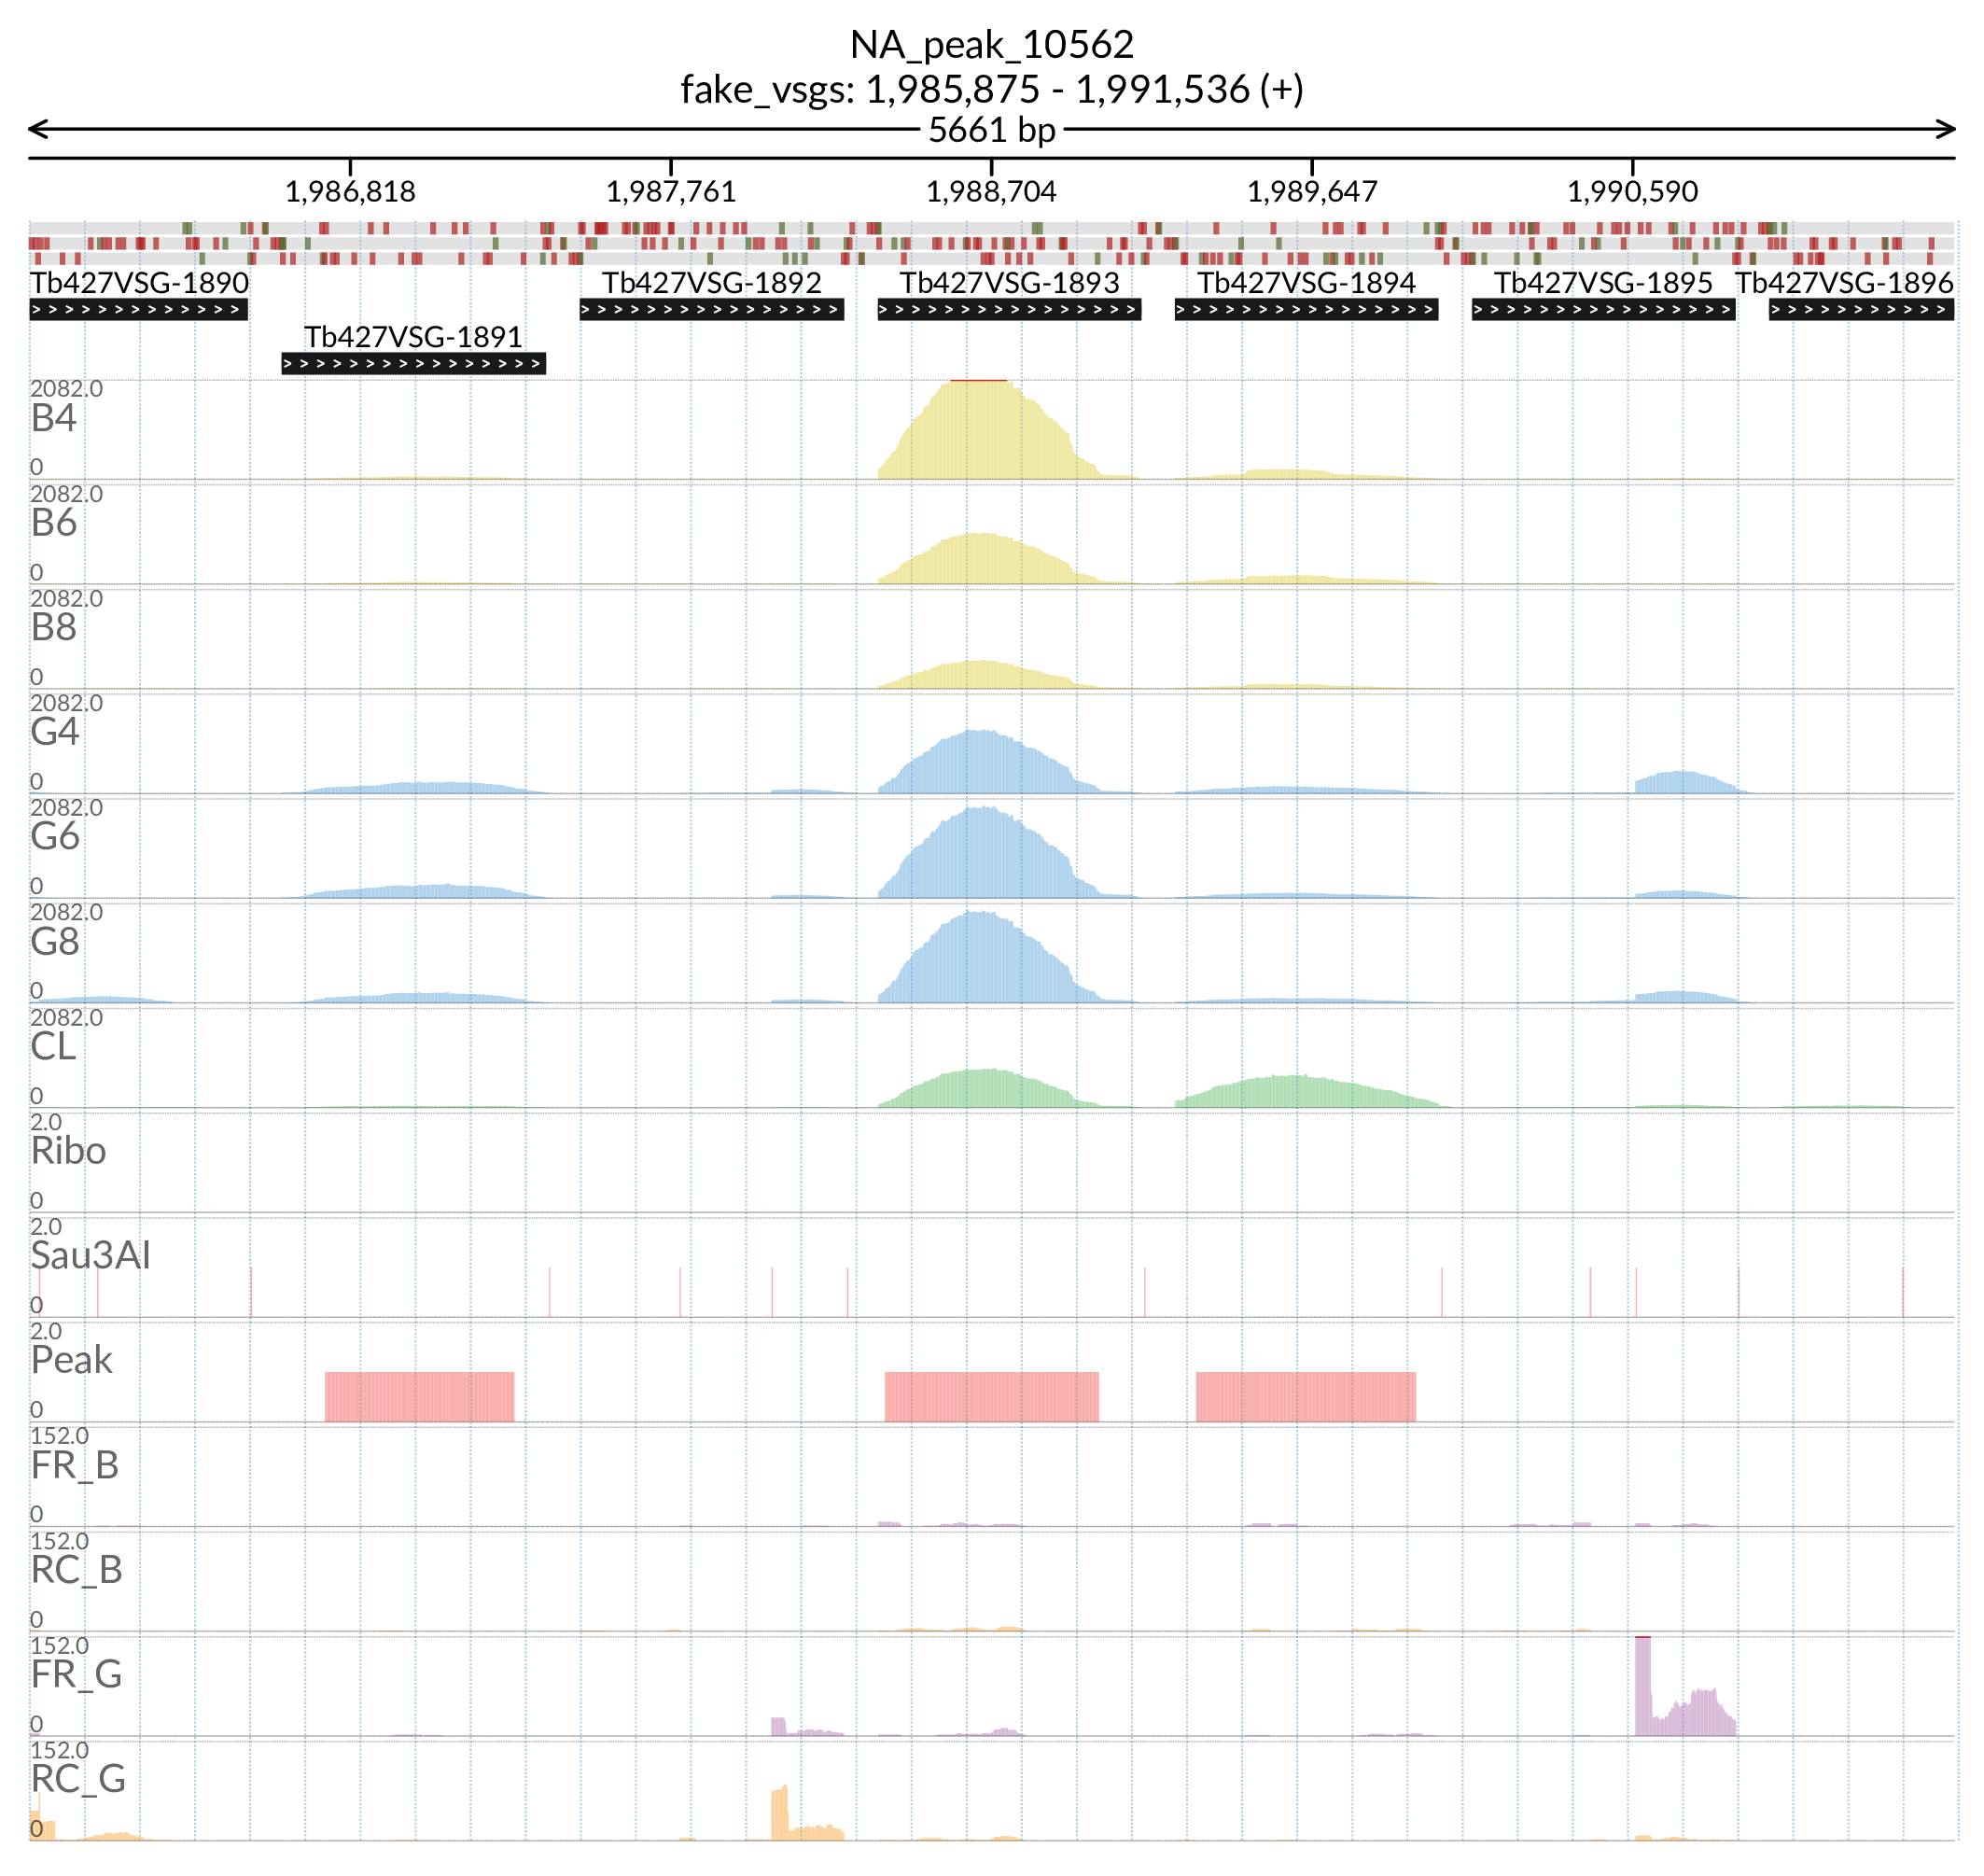 NA_peak_10562
fake_vsgs: 1,985,875 - 1,991,536 (+)
5661 bp
1,986,818 1,987,761 1,988,704 1,989,647 1,990,590
Tb427VSG-1890 Tb427VSG-1892 Tb427VSG-1893 Tb427VSG-1894 Tb427VSG-1895 Tb427VSG-1896
Tb427VSG-1891
2082.0
B4
0
2082.0
B6
0
2082.0
B8
0
2082.0
G4
0
2082.0
G6
0
2082.0
G8
0
2082.0
CL
0
2.0
Ribo
0
2.0
Sau3AI
0
2.0
Peak
0
152.0
FR_B
0
152.0
RC_B
0
152.0
FR_G
0
152.0
RC_G
0